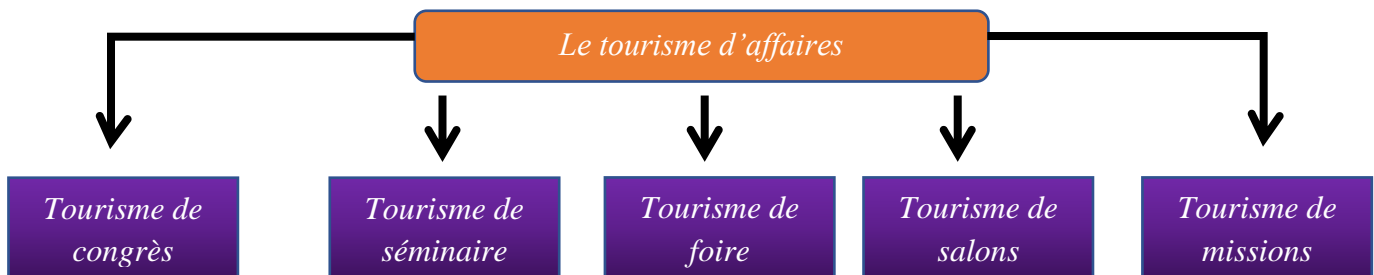 Le tourisme d’affaires
Tourisme de
congrès
Tourisme de
séminaire
Tourisme de
foire
Tourisme de
salons
Tourisme de
missions